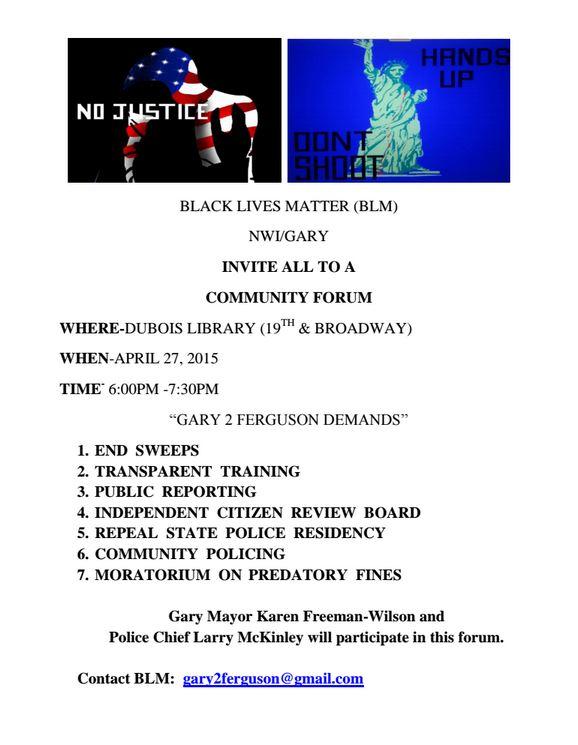 NO JUSTICE
HANDS
UP
DONT
SHOOT
BLACK LIVES MATTER (BLM)
NWI/GARY
INVITE ALL TO A
COMMUNITY FORUM
WHERE-DUBOIS LIBRARY (19TH & BROADWAY)
WHEN-APRIL 27, 2015
TIME- 6:00PM -7:30PM
“GARY 2 FERGUSON DEMANDS”
1. END SWEEPS
2. TRANSPARENT TRAINING
3. PUBLIC REPORTING
4. INDEPENDENT CITIZEN REVIEW BOARD
5. REPEAL STATE POLICE RESIDENCY
6. COMMUNITY POLICING
7. MORATORIUM ON PREDATORY FINES
Gary Mayor Karen Freeman-Wilson and
Police Chief Larry McKinley will participate in this forum.
Contact BLM: gary2ferguson@gmail.com